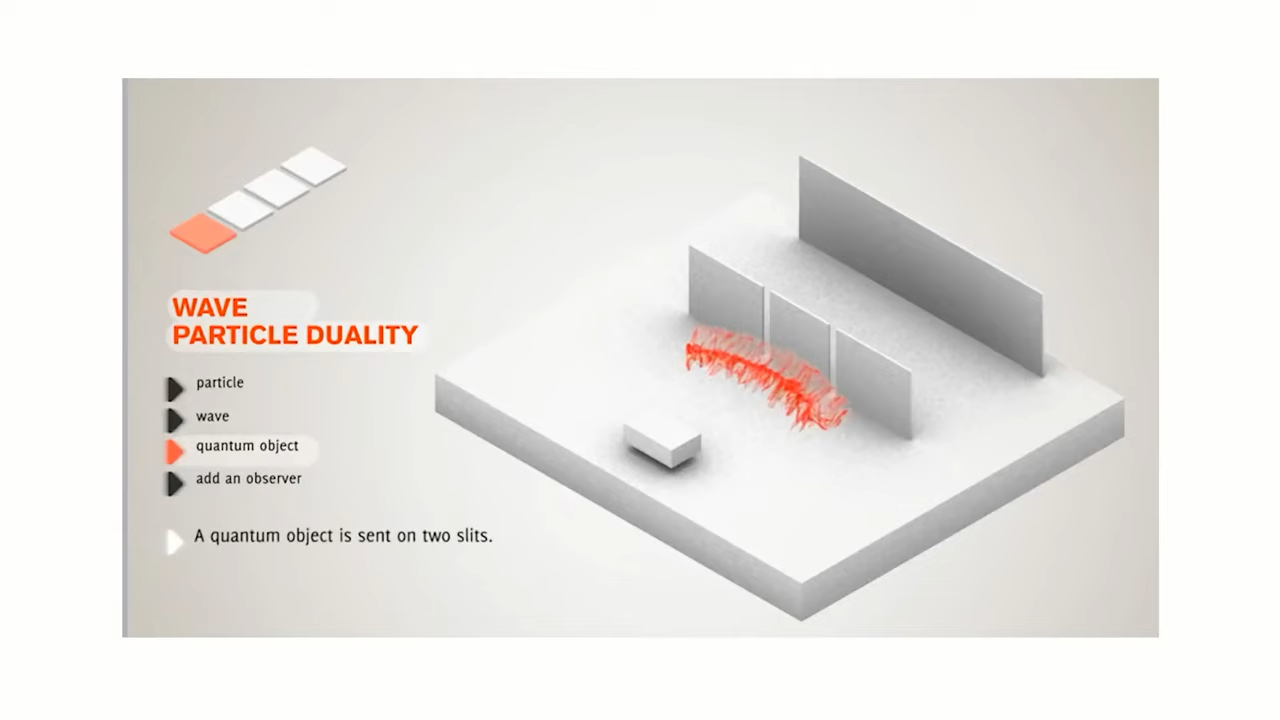 WAVE
PARTICLE DUALITY
particle
wave
quantum object
add an observer
A quantum object is sent on two slits.